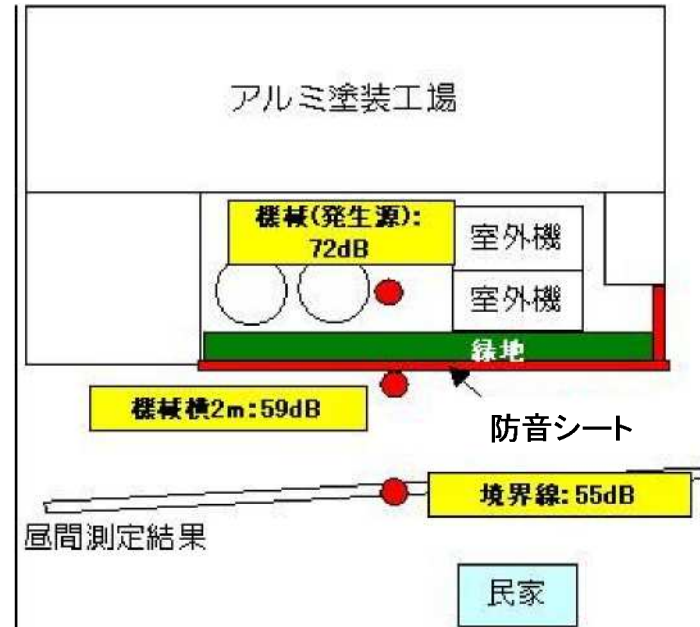 アルミ塗装工場
機械(発生源):
72dB
室外機
室外機
緑地
機械横2m:59dB
防音シート
境界線:55dB
昼間測定結果
民家